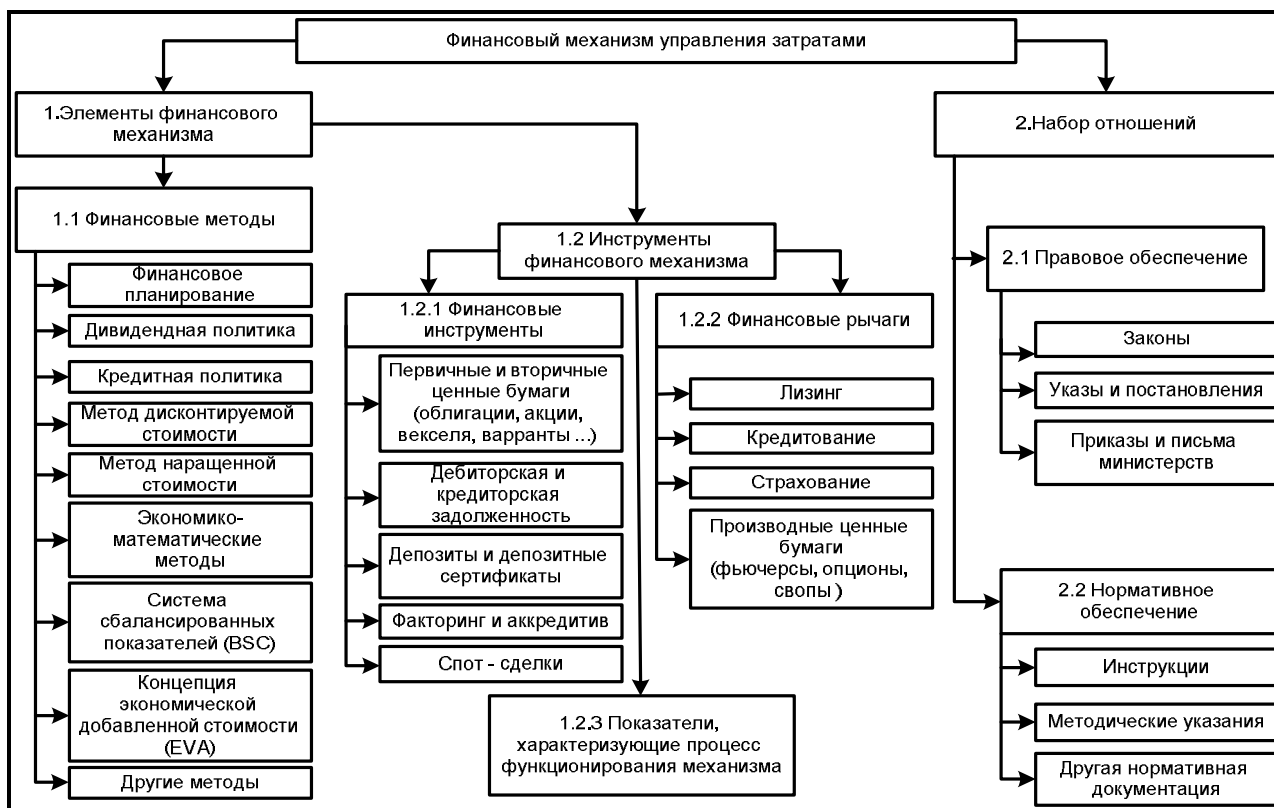 Финансовый механизм управления затратами
1.Элементы финансового
механизма
2.Набор отношений
1.1 Финансовые методы
Финансовое
планирование
Дивидендная политика
Кредитная политика
Метод дисконтируемой
стоимости
Метод наращенной
стоимости
Экономико-
математические
методы
Система
сбалансированных
показателей (BSC)
Концепция
экономической
добавленной стоимости
(EVA)
Другие методы
1.2 Инструменты
финансового механизма
1.2.1 Финансовые
инструменты
Первичные и вторичные
ценные бумаги
(облигации, акции,
векселя, варранты ...)
Дебиторская и
кредиторская
задолженность
Депозиты и депозитные
сертификаты
Факторинг и аккредитив
Спот - сделки
1.2.2 Финансовые рычаги
Лизинг
Кредитование
Страхование
Производные ценные
бумаги
(фьючерсы, опционы,
свопы )
1.2.3 Показатели,
характеризующие процесс
функционирования механизма
2.1 Правовое обеспечение
Законы
Указы и постановления
Приказы и письма
министерств
2.2 Нормативное
обеспечение
Инструкции
Методические указания
Другая нормативная
документация